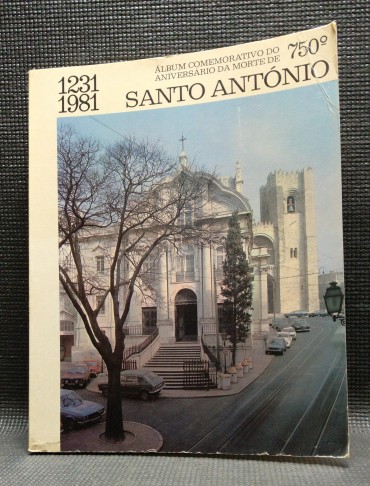 1231
1981
ÁLBUM COMEMORATIVO DO 750º
ANIVERSÁRIO DA MORTE DE
SANTO ANTÓNIO